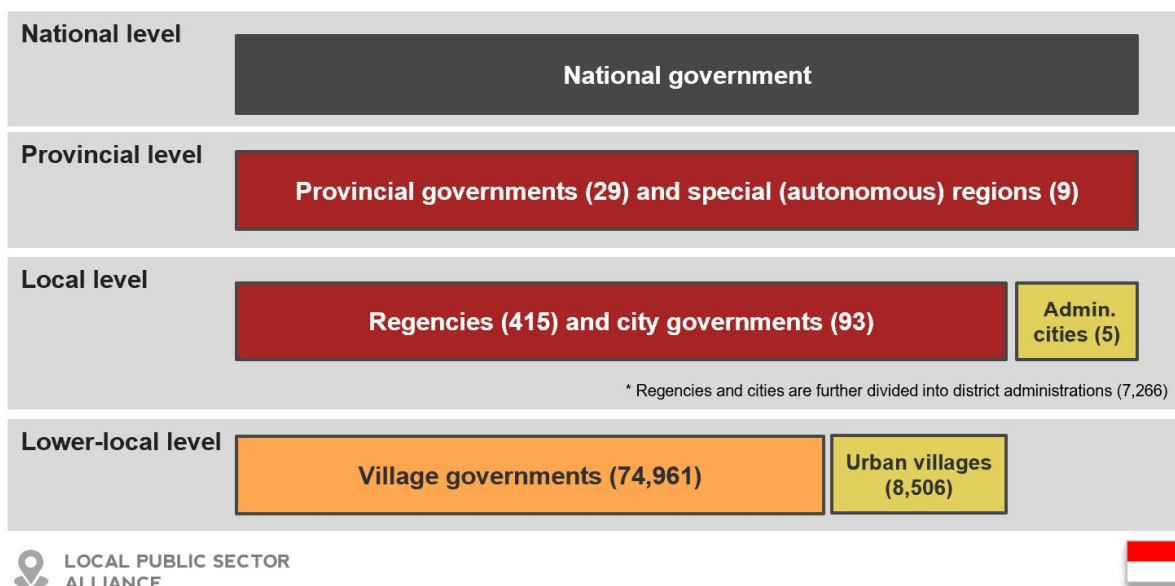 National level
National government
Provincial level
Provincial governments (29) and special (autonomous) regions (9)
Local level
Regencies (415) and city governments (93)
Admin.
cities (5)
* Regencies and cities are further divided into district administrations (7,266)
Lower-local level
Village governments (74,961)
Urban villages
(8,506)
LOCAL PUBLIC SECTOR
ALLIANCE